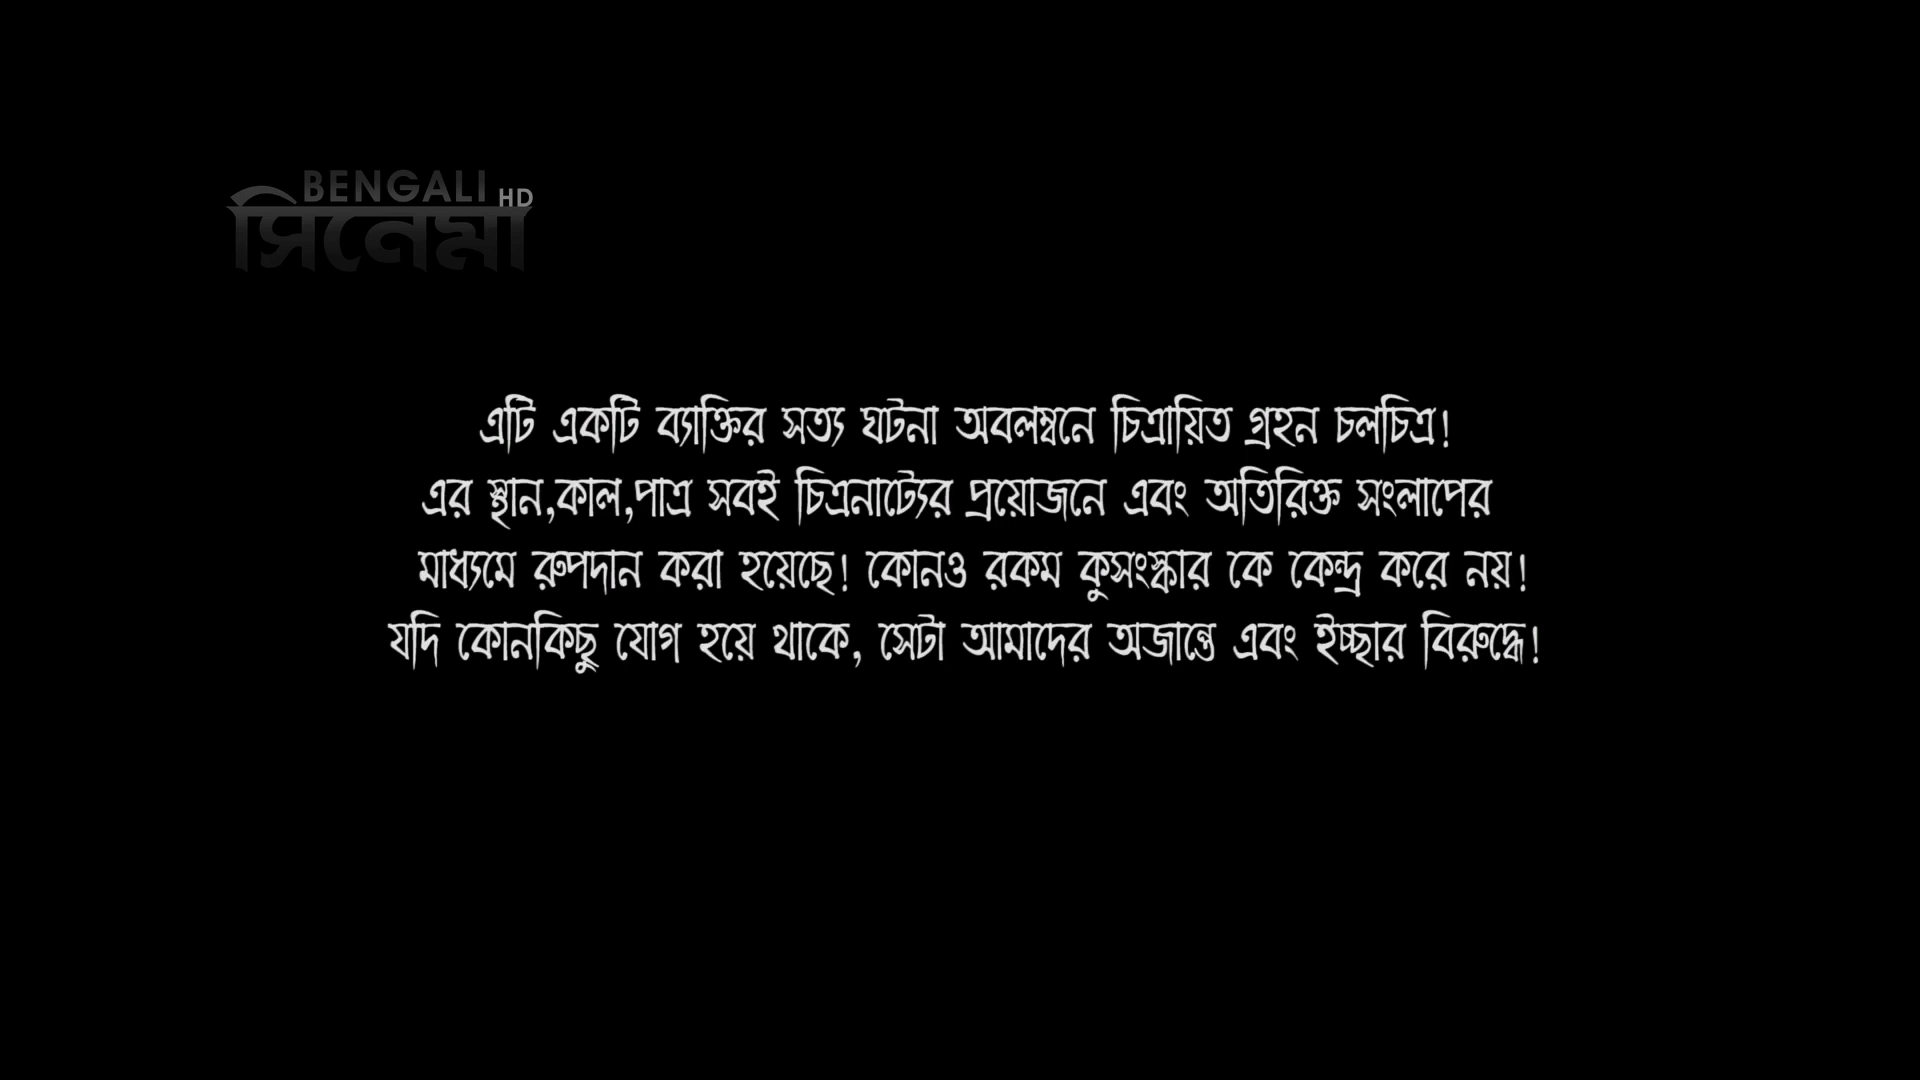 BENGALI HD
সিনেমা
এটি একটি ব্যাক্তির সত্য ঘটনা অবলম্বনে চিত্রায়িত গ্রহন চলচিত্র!
এর স্থান,কাল,পাত্র সবই চিত্রনাট্যের প্রয়োজনে এবং অতিরিক্ত সংলাপের
মাধ্যমে রুপদান করা হয়েছে! কোনও রকম কুসংস্কার কে কেন্দ্র করে নয়!
যদি কোনকিছু যোগ হয়ে থাকে, সেটা আমাদের অজান্তে এবং ইচ্ছার বিরুদ্ধে!